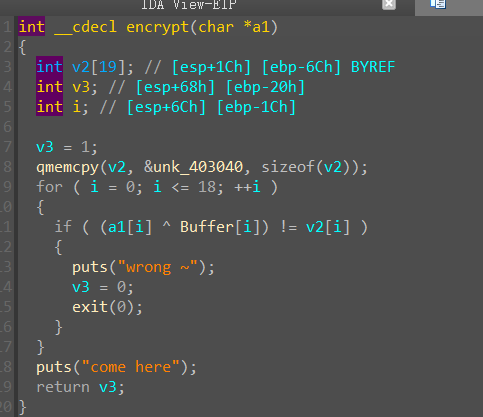 IDA View-EIP
1 int __cdecl encrypt(char *a1)
2 {
3 int v2[19]; // [esp+1Ch] [ebp-6Ch] BYREF
4 int v3; // [esp+68h] [ebp-20h]
5 int i; // [esp+6Ch] [ebp-1Ch]
6
7 v3 = 1;
8 qmemcpy(v2, &unk_403040, sizeof(v2));
9 for ( i = 0; i <= 18; ++i )
10 {
11 if ( (a1[i] ^ Buffer[i]) != v2[i] )
12 {
13 puts("wrong ~");
14 v3 = 0;
15 exit(0);
16 }
17 }
18 puts("come here");
19 return v3;
20 }